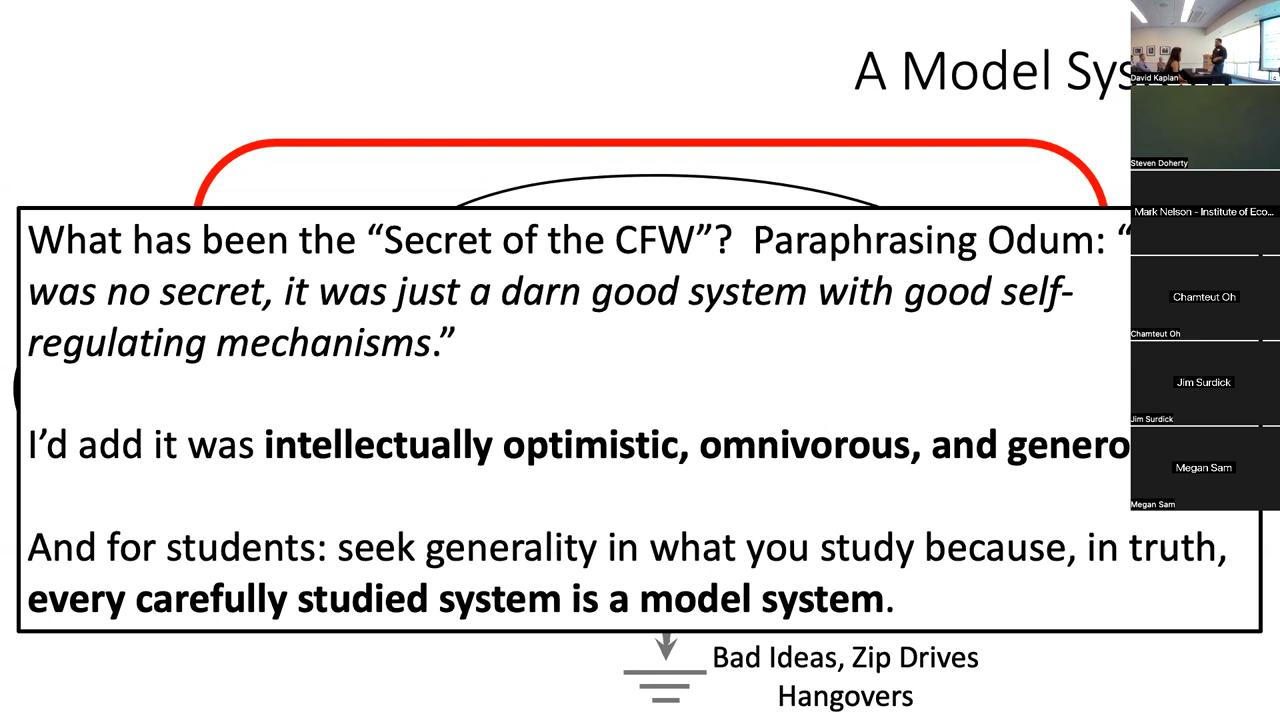 A Model Sys
What has been the “Secret of the CFW”? Paraphrasing Odum: “
was no secret, it was just a darn good system with good self-
regulating mechanisms.”
I’d add it was intellectually optimistic, omnivorous, and genero
And for students: seek generality in what you study because, in truth,
every carefully studied system is a model system.
Bad Ideas, Zip Drives
Hangovers
David Kaplan
Steven Doherty
Mark Nelson - Institute of Eco...
Chamteut Oh
Chamteut Oh
Jim Surdick
Jim Surdick
Megan Sam
Megan Sam